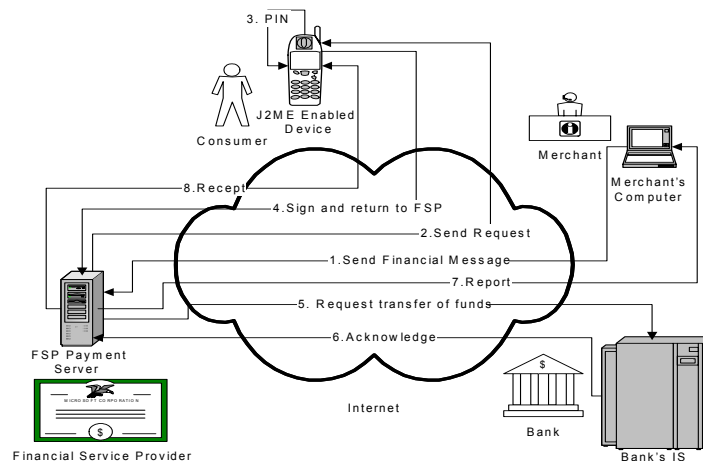 3. PIN
J2ME Enabled
Device
Consumer
Merchant
Merchant's
Computer
8.Recept
4.Sign and return to FSP
2.Send Request
1.Send Financial Message
7.Report
5. Request transfer of funds
6.Acknowledge
FSP Payment
Server
MICROSOFT CORPORATION
$
Financial Service Provider
Internet
$
Bank
Bank's IS